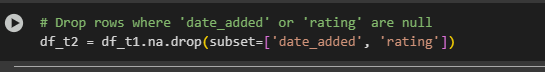 # Drop rows where 'date_added' or 'rating' are null
df_t2 = df_t1.na.drop(subset=['date_added', 'rating'])